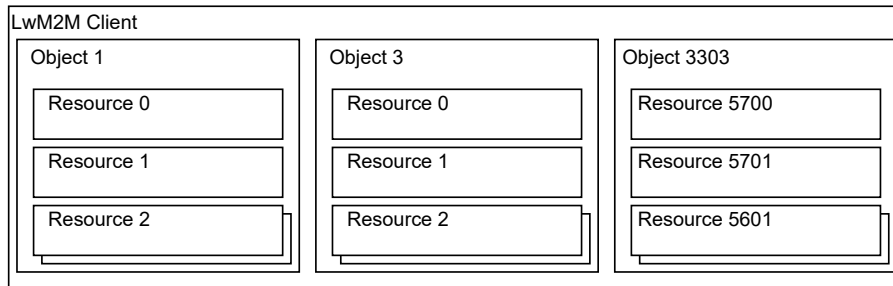 LwM2M Client
Object 1
Resource 0
Resource 1
Resource 2
Object 3
Resource 0
Resource 1
Resource 2
Object 3303
Resource 5700
Resource 5701
Resource 5601